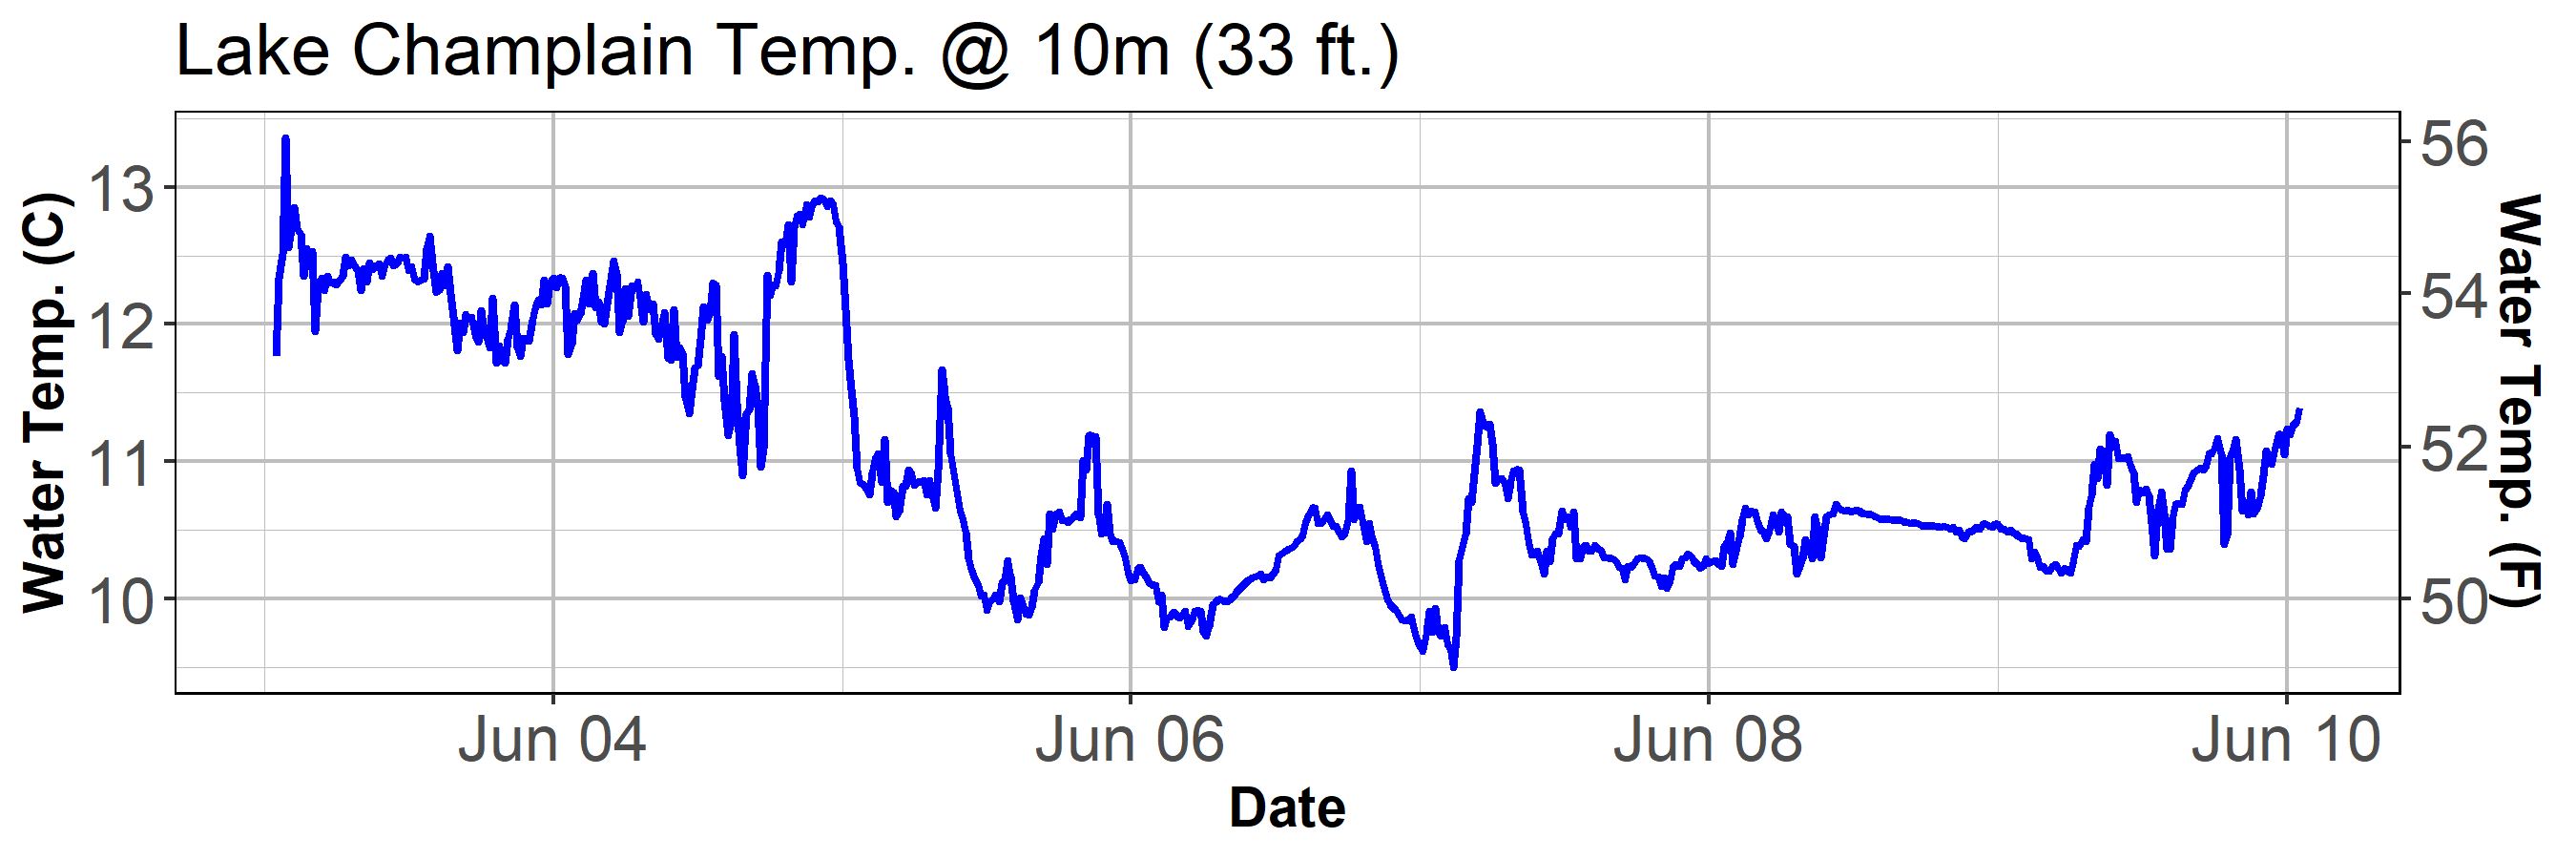 Lake Champlain Temp. @ 10m (33 ft.)
Water Temp. (C)
13
12
11
10
56
54
52
50
Water Temp. (F)
Jun 04
Jun 06
Jun 08
Jun 10
Date